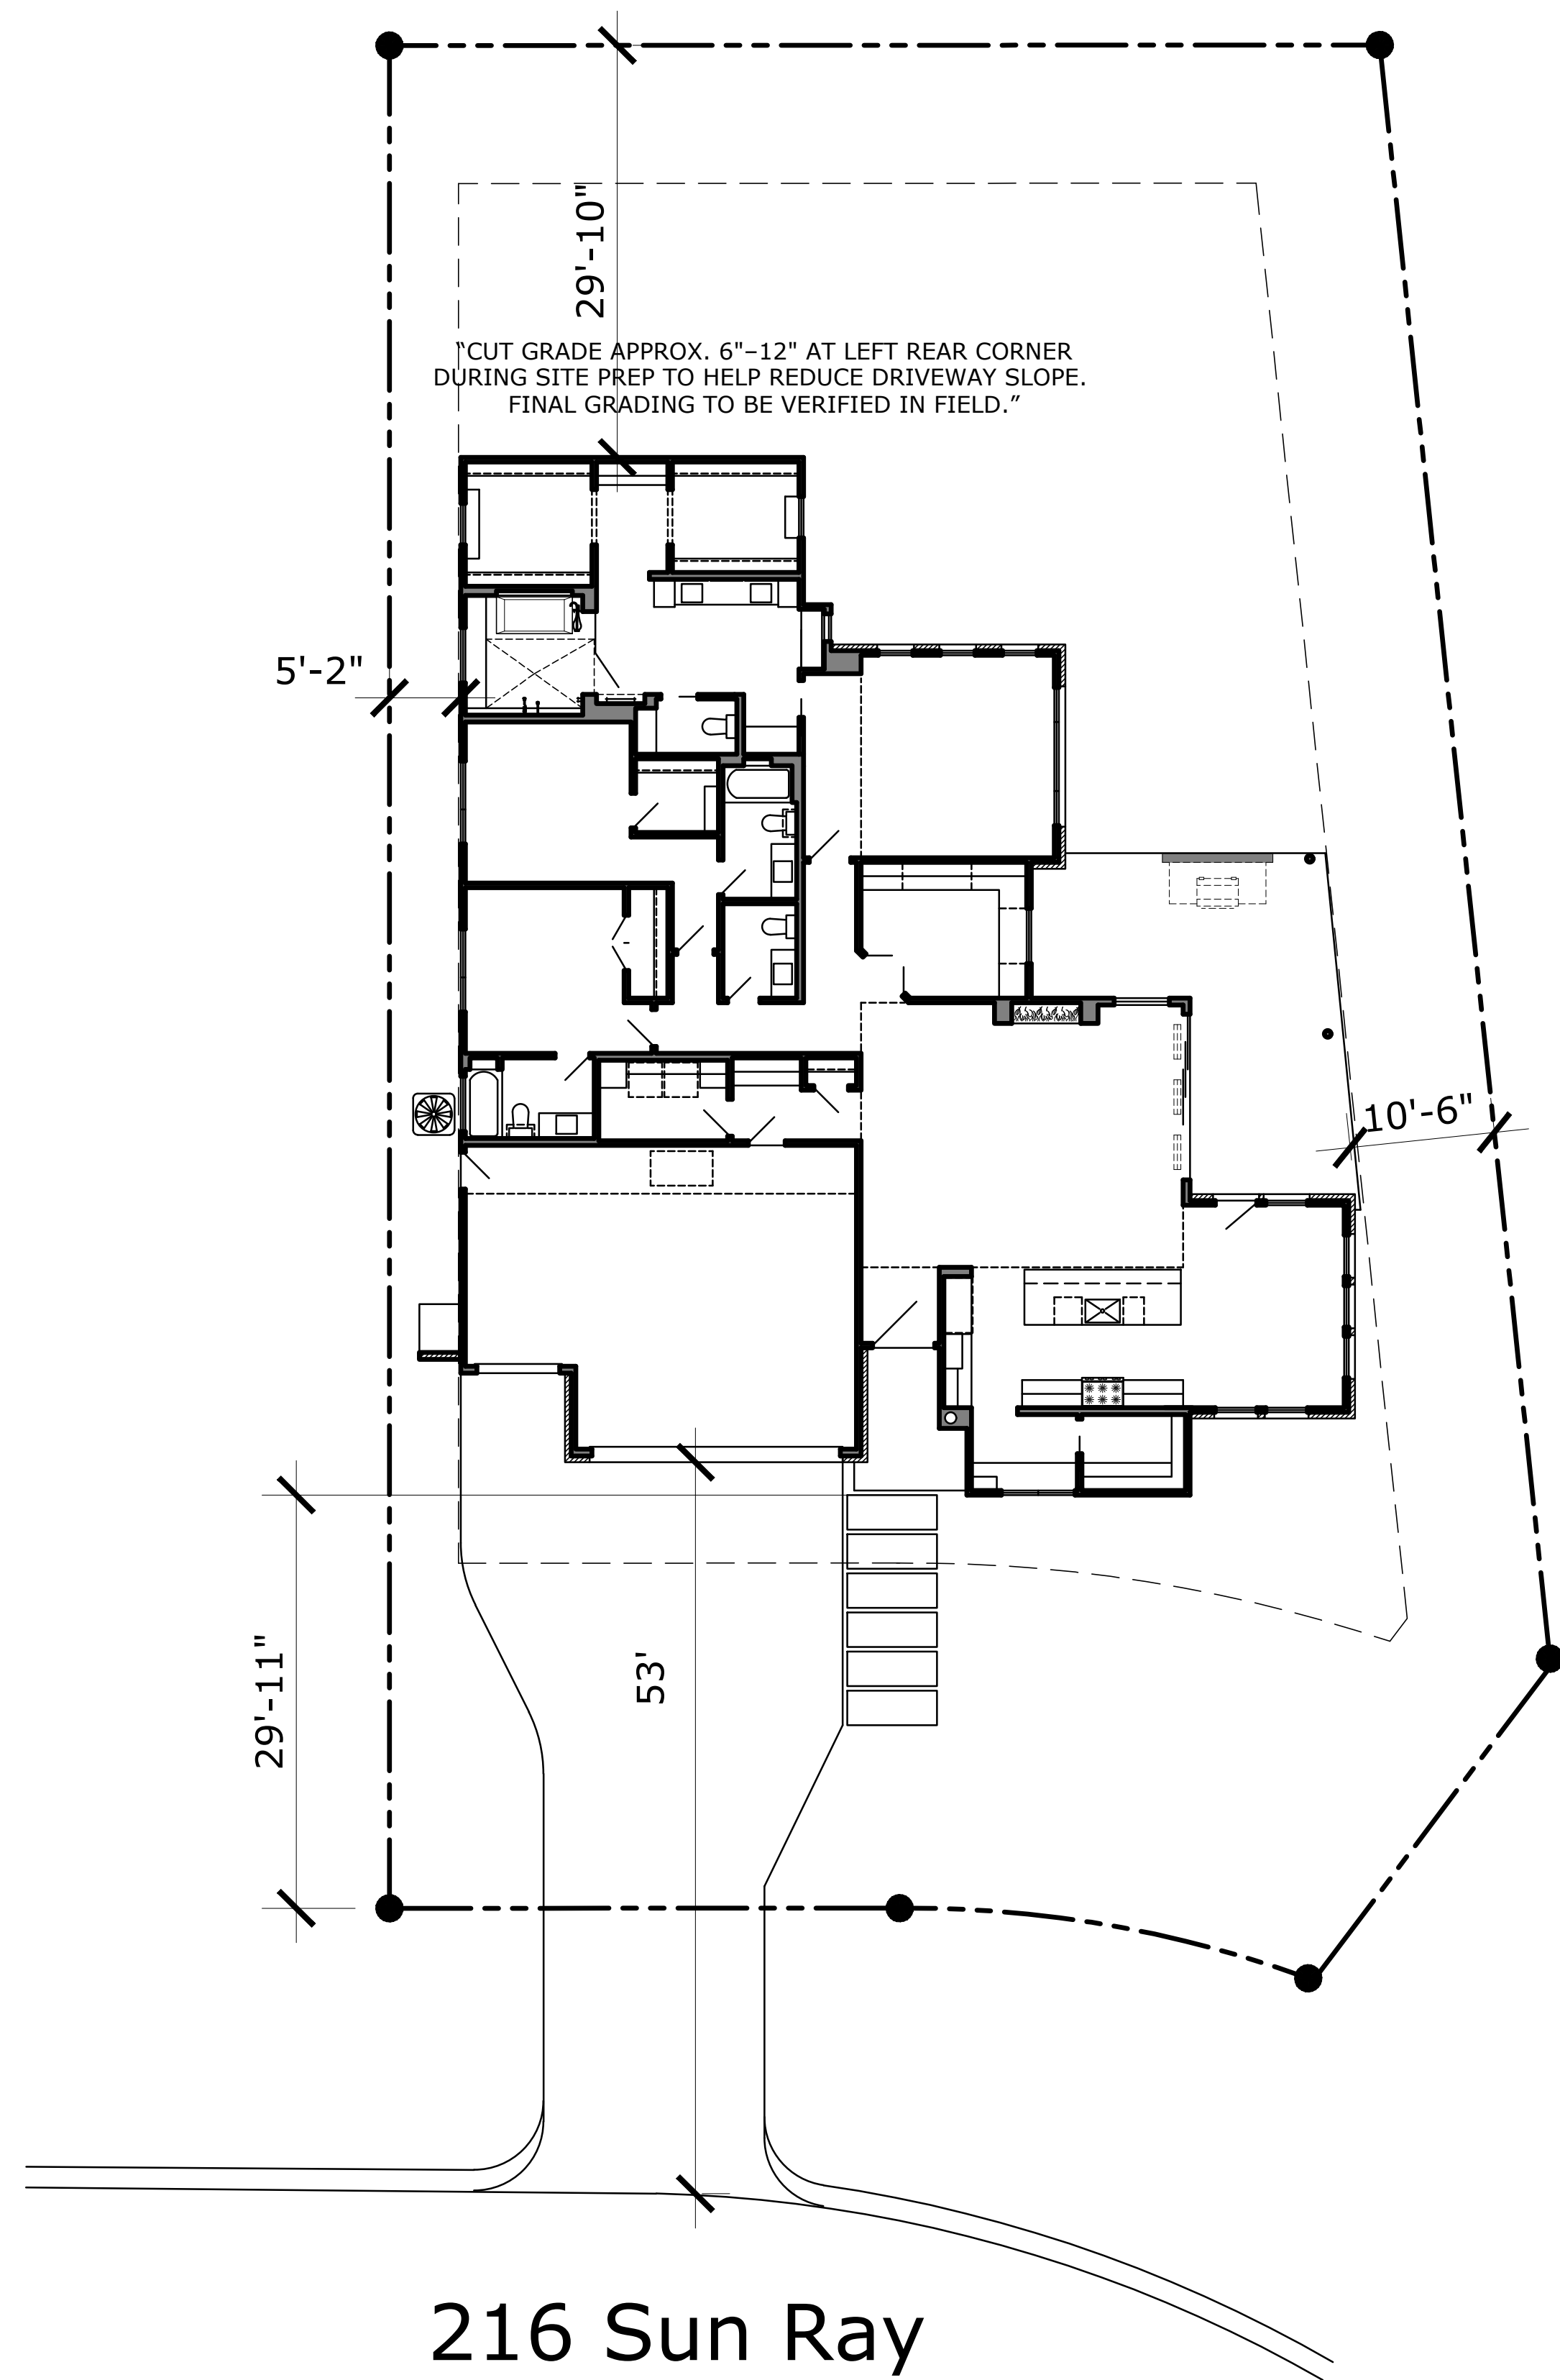 29'-10"
“CUT GRADE APPROX. 6"–12" AT LEFT REAR CORNER
DURING SITE PREP TO HELP REDUCE DRIVEWAY SLOPE.
FINAL GRADING TO BE VERIFIED IN FIELD.”
5'-2"
10'-6"
29'-11"
53'
216 Sun Ray